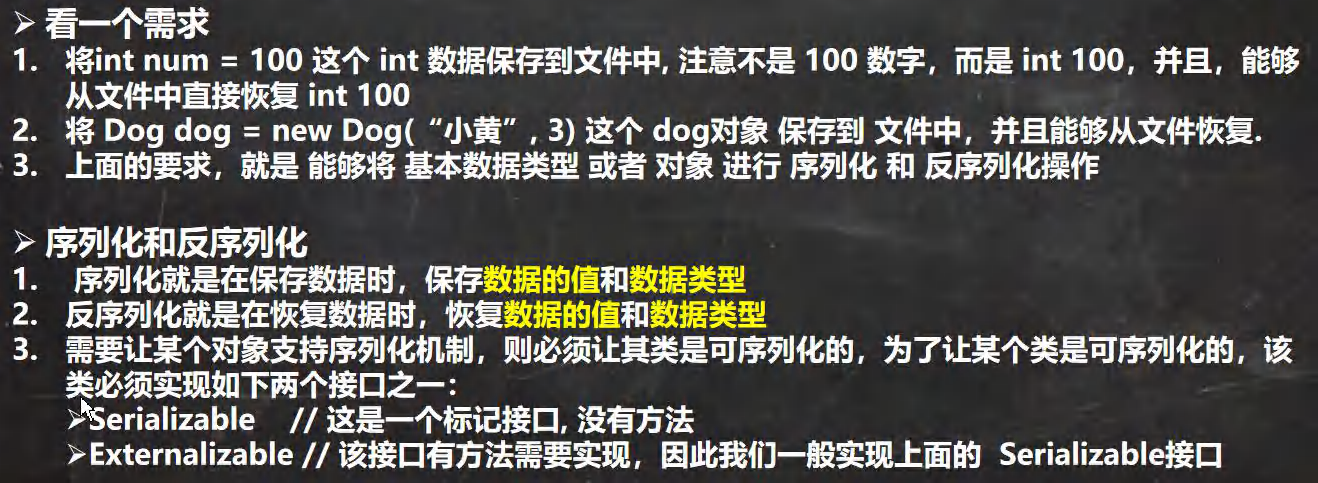 ➢ 看一个需求
1. 将int num = 100 这个 int 数据保存到文件中, 注意不是 100 数字，而是 int 100，并且，能够
从文件中直接恢复 int 100
2. 将 Dog dog = new Dog(“小黄”, 3) 这个 dog对象 保存到 文件中，并且能够从文件恢复.
3. 上面的要求，就是 能够将 基本数据类型 或者 对象 进行 序列化 和 反序列化操作
➢ 序列化和反序列化
1. 序列化就是在保存数据时，保存数据的值和数据类型
2. 反序列化就是在恢复数据时，恢复数据的值和数据类型
3. 需要让某个对象支持序列化机制，则必须让其类是可序列化的，为了让某个类是可序列化的，该
类必须实现如下两个接口之一：
➢Serializable // 这是一个标记接口, 没有方法
➢Externalizable // 该接口有方法需要实现，因此我们一般实现上面的 Serializable接口